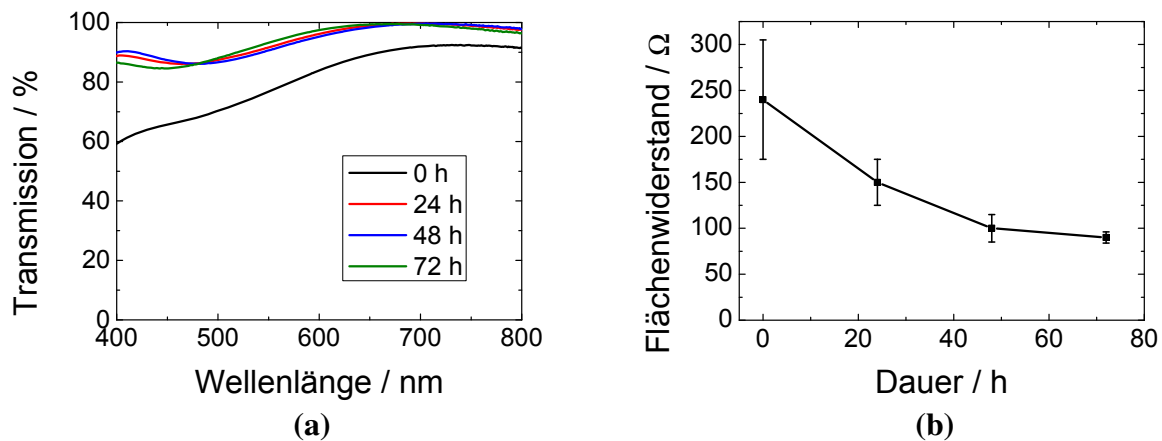 Transmission / %
100
80
60
40
20
0
0 h
24 h
48 h
72 h
400 500 600 700 800
Wellenlänge / nm
(a)
Flächenwiderstand / Ω
300
250
200
150
100
50
0
0 20 40 60 80
Dauer / h
(b)